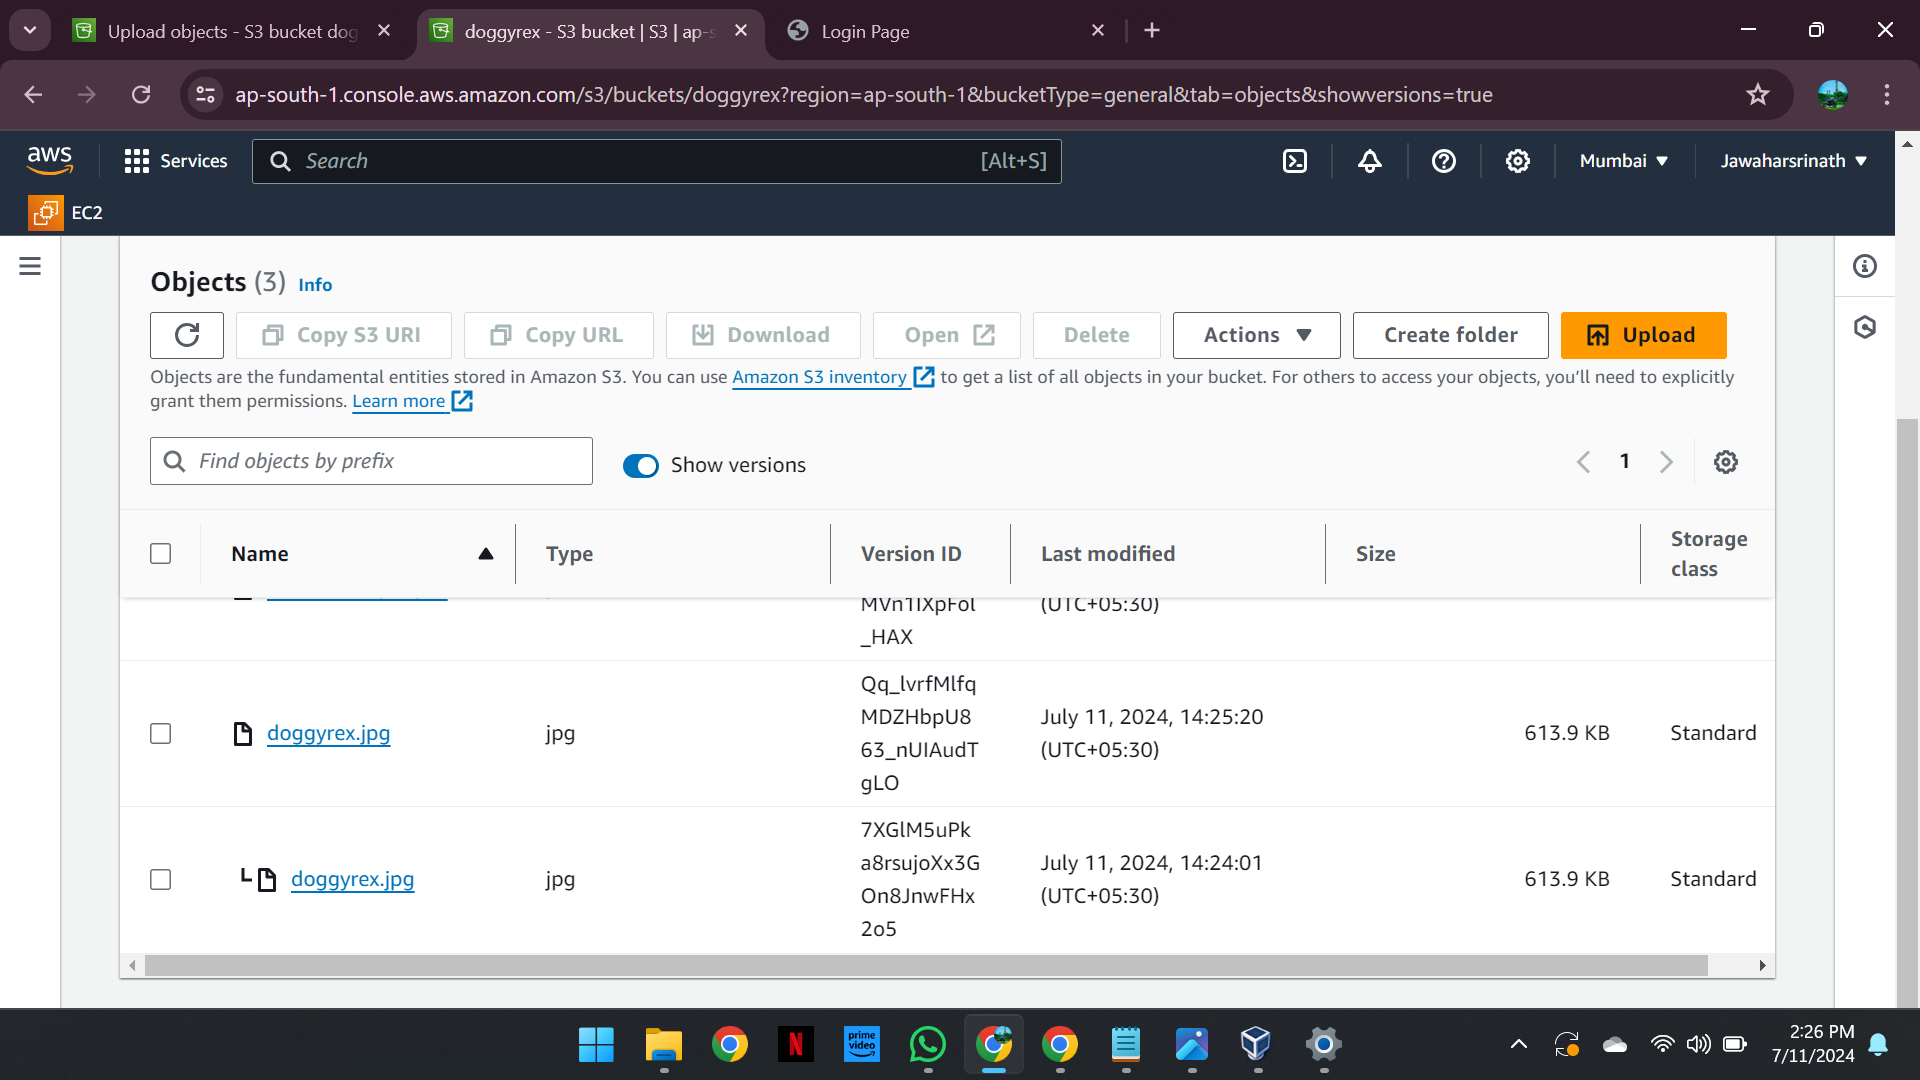 Upload objects - S3 bucket dog
doggyrex - S3 bucket | S3 | ap-s
Login Page
ap-south-1.console.aws.amazon.com/s3/buckets/doggyrex?region=ap-south-1&bucketType=general&tab=objects&showversions=true
aws
Services
Search
[Alt+S]
Mumbai
Jawaharsrinath
EC2
Objects (3) Info
Copy S3 URI
Copy URL
Download
Open
Delete
Actions
Create folder
Upload
Objects are the fundamental entities stored in Amazon S3. You can use Amazon S3 inventory to get a list of all objects in your bucket. For others to access your objects, you'll need to explicitly
grant them permissions. Learn more
Find objects by prefix
Show versions
1
Name
Type
Version ID
Last modified
Size
Storage
class
MVn1IXpFol
_HAX
(UTC+05:30)
doggyrex.jpg
jpg
Qq_lvrfMlfq
MDZHbpU8
63_nUIAudT
gLO
July 11, 2024, 14:25:20
(UTC+05:30)
613.9 KB
Standard
doggyrex.jpg
jpg
7XGlM5uPk
a8rsujoXx3G
On8JnwFHx
2o5
July 11, 2024, 14:24:01
(UTC+05:30)
613.9 KB
Standard
N
prime
video
2:26 PM
7/11/2024